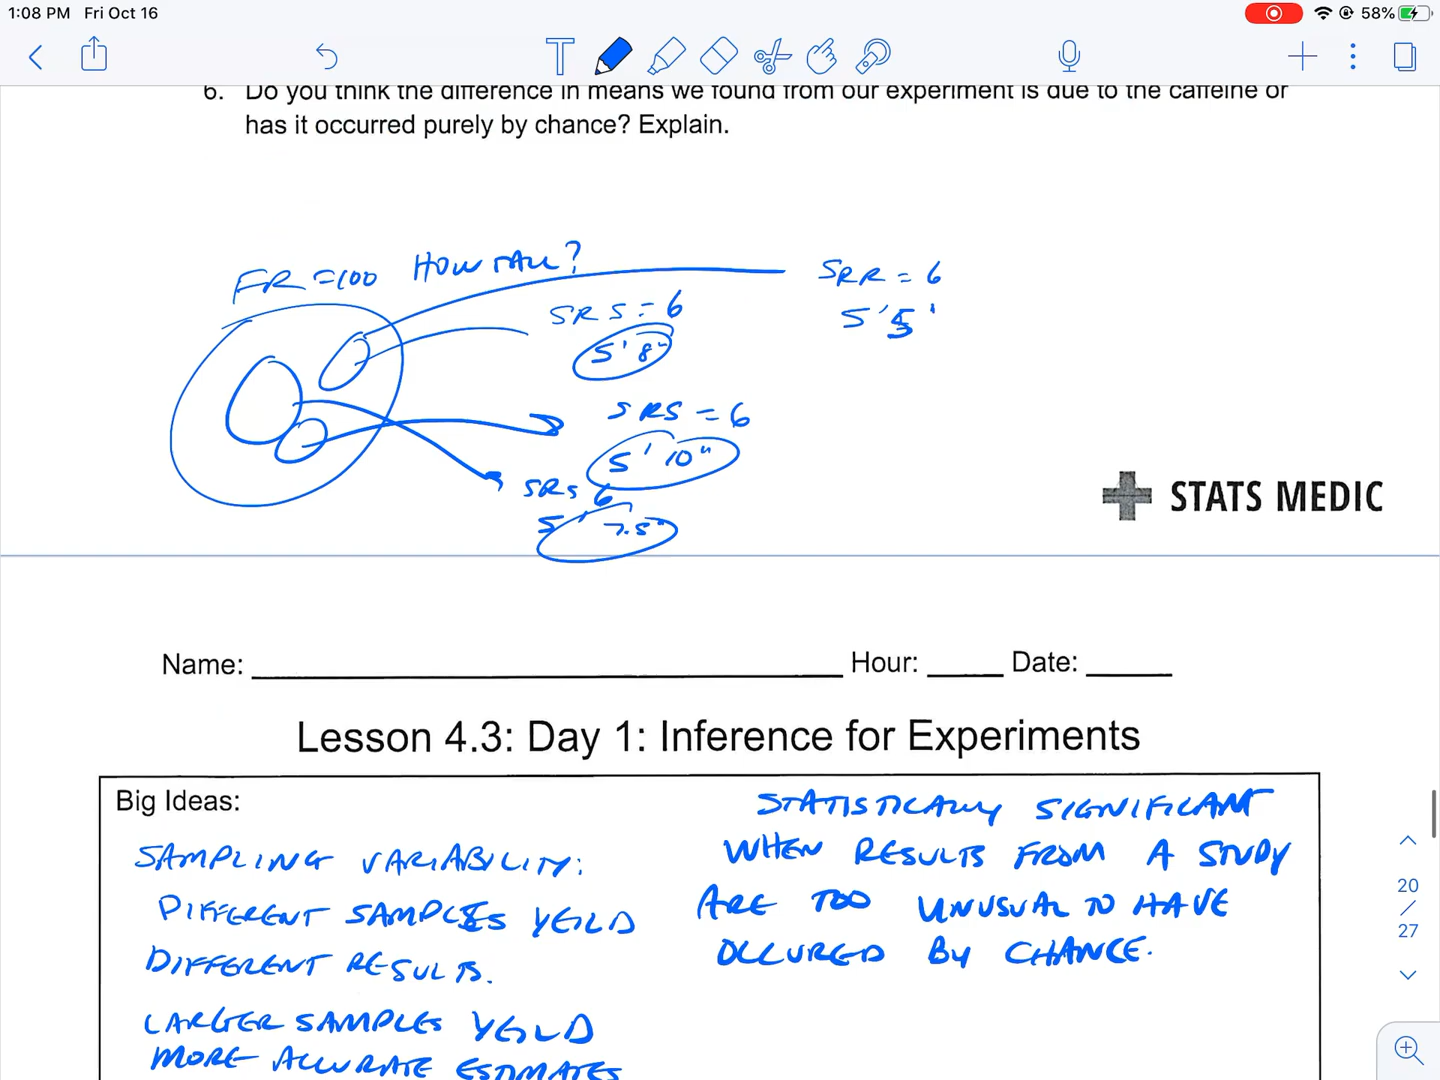 1:08 PM Fri Oct 16
58%
6. Do you think the difference in means we found from our experiment is due to the caffeine or
has it occurred purely by chance? Explain.
FR = 100 HOW TALL?
SRR = 6
5'5'
SRS = 6
5'8"
SRS = 6
5'10"
SRS 6
5' 7.5"
STATS MEDIC
Name: Hour: Date:
Lesson 4.3: Day 1: Inference for Experiments
Big Ideas:
SAMPLING VARIABILITY:
DIFFERENT SAMPLES YEILD
DIFFERENT RESULTS.
LARGER SAMPLES YEILD
MORE ACCURATE ESTIMATES
STATISTICALLY SIGNIFICANT
WHEN RESULTS FROM A STUDY
ARE TOO UNUSUAL TO HAVE
OCCURED BY CHANCE.
20
/
27